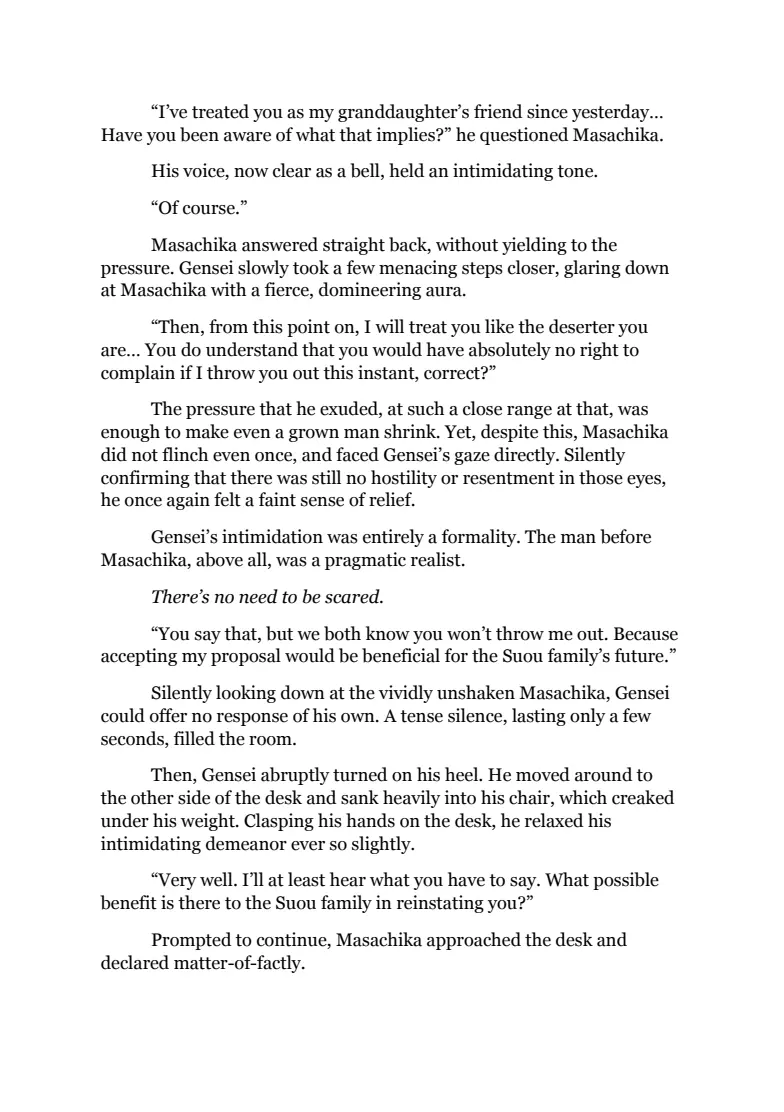 “I’ve treated you as my granddaughter’s friend since yesterday…
Have you been aware of what that implies?” he questioned Masachika.
His voice, now clear as a bell, held an intimidating tone.
“Of course.”
Masachika answered straight back, without yielding to the
pressure. Gensei slowly took a few menacing steps closer, glaring down
at Masachika with a fierce, domineering aura.
“Then, from this point on, I will treat you like the deserter you
are… You do understand that you would have absolutely no right to
complain if I throw you out this instant, correct?”
The pressure that he exuded, at such a close range at that, was
enough to make even a grown man shrink. Yet, despite this, Masachika
did not flinch even once, and faced Gensei’s gaze directly. Silently
confirming that there was still no hostility or resentment in those eyes,
he once again felt a faint sense of relief.
Gensei’s intimidation was entirely a formality. The man before
Masachika, above all, was a pragmatic realist.
There’s no need to be scared.
“You say that, but we both know you won’t throw me out. Because
accepting my proposal would be beneficial for the Suou family’s future.”
Silently looking down at the vividly unshaken Masachika, Gensei
could offer no response of his own. A tense silence, lasting only a few
seconds, filled the room.
Then, Gensei abruptly turned on his heel. He moved around to
the other side of the desk and sank heavily into his chair, which creaked
under his weight. Clasping his hands on the desk, he relaxed his
intimidating demeanor ever so slightly.
“Very well. I’ll at least hear what you have to say. What possible
benefit is there to the Suou family in reinstating you?”
Prompted to continue, Masachika approached the desk and
declared matter-of-factly.